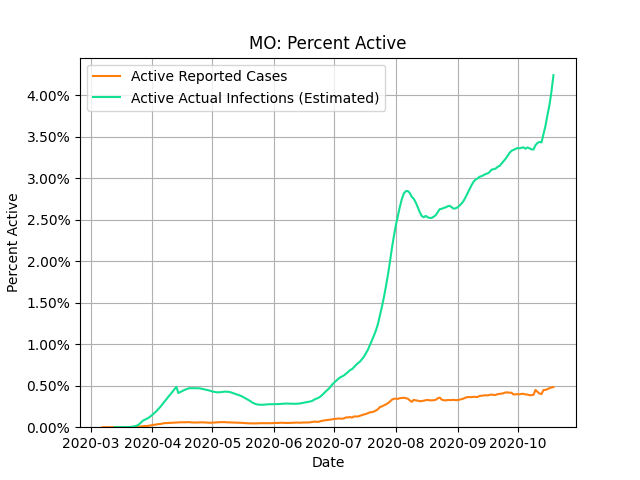 MO: Percent Active
Active Reported Cases
Active Actual Infections (Estimated)
4.00%
3.50%
3.00%
2.50%
2.00%
1.50%
1.00%
0.50%
0.00%
Percent Active
2020-03 2020-04 2020-05 2020-06 2020-07 2020-08 2020-09 2020-10
Date